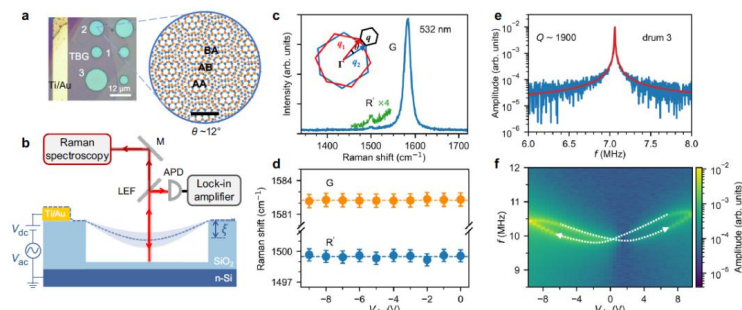 a
2
TBG
1
3
Ti/Au
12 μm
BA
AB
AA
θ ~12°
b
Raman
spectroscopy
M
APD
LEF
Lock-in
amplifier
Ti/Au
Vdc
Vac
ξ
SiO2
n-Si
c
532 nm
G
q1
q
q2
Γ
R' ×4
Intensity (arb. units)
1400 1500 1600 1700
Raman shift (cm⁻¹)
d
G
R'
Raman shift (cm⁻¹)
1584
1581
1500
1497
−8 −6 −4 −2 0
e
Q ~ 1900
drum 3
Amplitude (arb. units)
10⁻¹
10⁻²
10⁻³
10⁻⁴
10⁻⁵
10⁻⁶
6.0 6.5 7.0 7.5 8.0
f (MHz)
f
f (MHz)
12
11
10
9
−8 −4 0 4 8
10⁻²
10⁻³
10⁻⁴
10⁻⁵
Amplitude (arb. units)